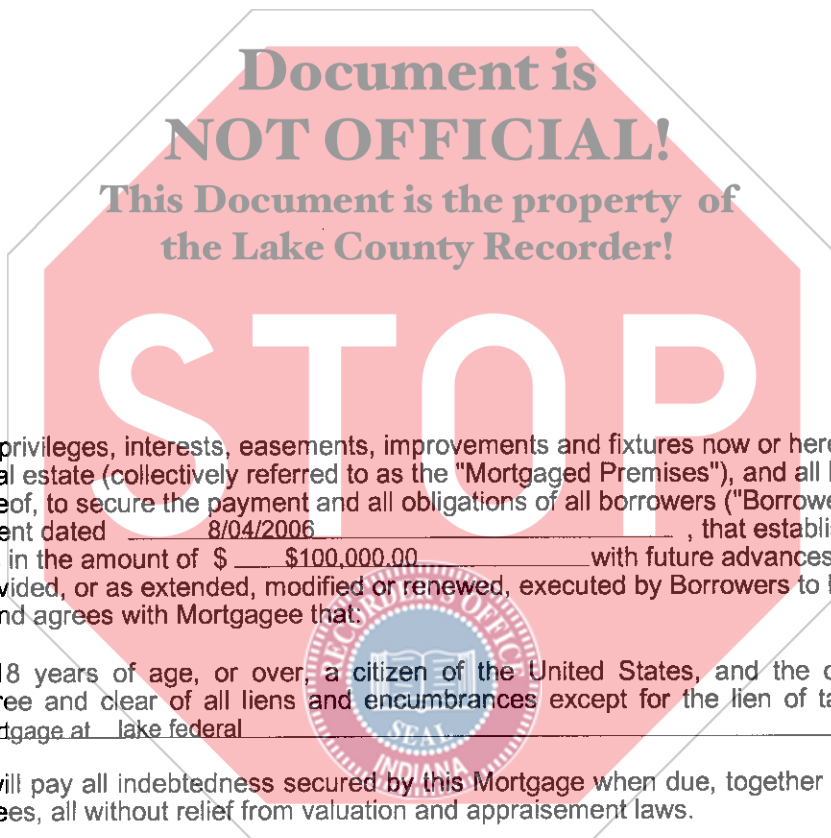 Document is
NOT OFFICIAL!
This Document is the property of
the Lake County Recorder!
STOP
privileges, interests, easements, improvements and fixtures now or here
al estate (collectively referred to as the "Mortgaged Premises"), and all
eof, to secure the payment and all obligations of all borrowers ("Borrowe
ent dated 8/04/2006 , that establi
in the amount of $ $100,000.00 with future advances
vided, or as extended, modified or renewed, executed by Borrowers to
nd agrees with Mortgagee that:
RECORDER'S OFFICE
18 years of age, or over, a citizen of the United States, and the
ree and clear of all liens and encumbrances except for the lien of ta
rtgage at lake federal
SEAL
INDIANA
ill pay all indebtedness secured by this Mortgage when due, together
ees, all without relief from valuation and appraisement laws.